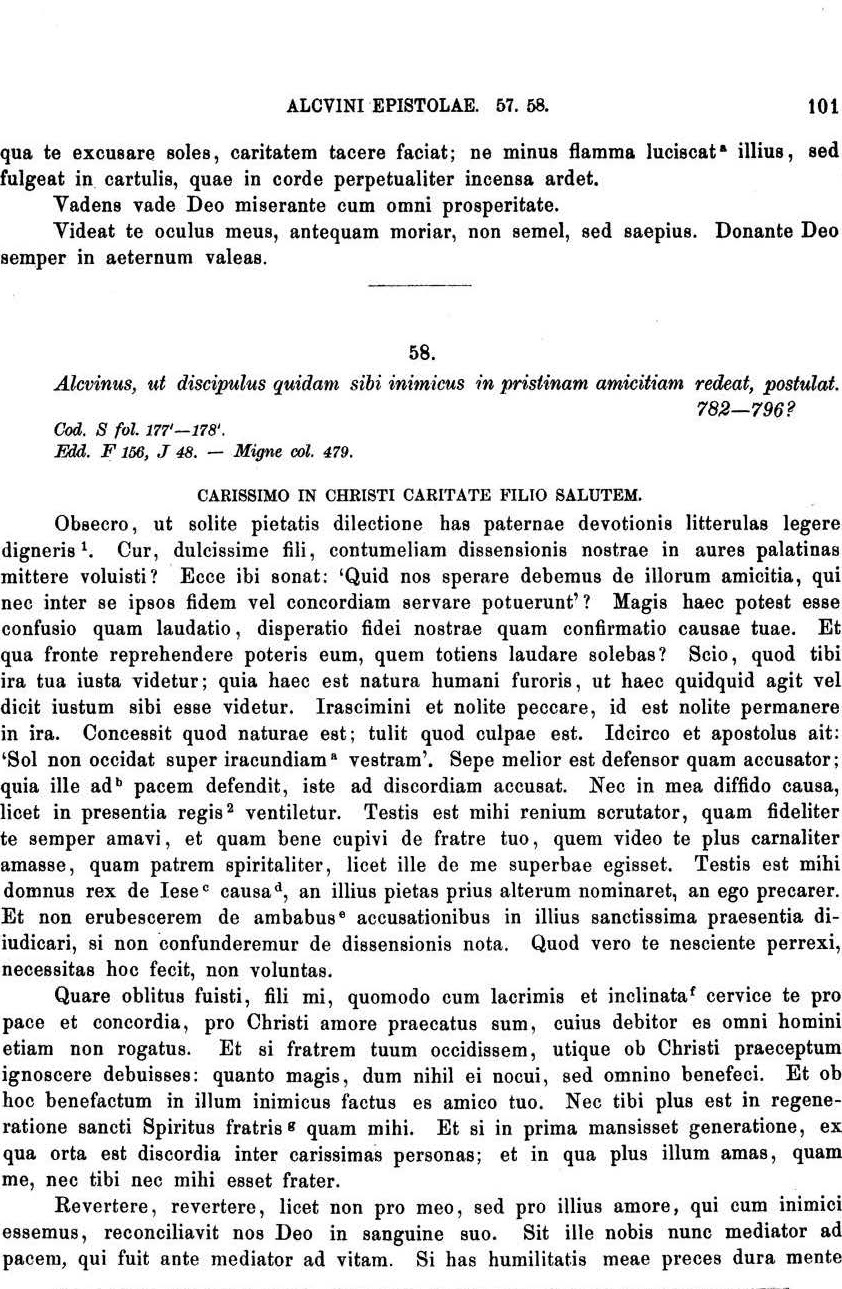 ALCVINI EPISTOLAE. 57. 58. 101
qua te excusare soles, caritatem tacere faciat; ne minus flamma luciscat ᵃ illius, sed
fulgeat in cartulis, quae in corde perpetualiter incensa ardet.
Vadens vade Deo miserante cum omni prosperitate.
Videat te oculus meus, antequam moriar, non semel, sed saepius. Donante Deo
semper in aeternum valeas.
58.
Alcvinus, ut discipulus quidam sibi inimicus in pristinam amicitiam redeat, postulat.
782—796?
Cod. S fol. 177'—178'.
Edd. F 156, J 48. — Migne col. 479.
CARISSIMO IN CHRISTI CARITATE FILIO SALUTEM.
Obsecro, ut solite pietatis dilectione has paternae devotionis litterulas legere
digneris ¹. Cur, dulcissime fili, contumeliam dissensionis nostrae in aures palatinas
mittere voluisti? Ecce ibi sonat: ‘Quid nos sperare debemus de illorum amicitia, qui
nec inter se ipsos fidem vel concordiam servare potuerunt’? Magis haec potest esse
confusio quam laudatio, disperatio fidei nostrae quam confirmatio causae tuae. Et
qua fronte reprehendere poteris eum, quem totiens laudare solebas? Scio, quod tibi
ira tua iusta videtur; quia haec est natura humani furoris, ut haec quidquid agit vel
dicit iustum sibi esse videtur. Irascimini et nolite peccare, id est nolite permanere
in ira. Concessit quod naturae est; tulit quod culpae est. Idcirco et apostolus ait:
‘Sol non occidat super iracundiam ᵃ vestram’. Sepe melior est defensor quam accusator;
quia ille ad ᵇ pacem defendit, iste ad discordiam accusat. Nec in mea diffido causa,
licet in presentia regis ² ventiletur. Testis est mihi renium scrutator, quam fideliter
te semper amavi, et quam bene cupivi de fratre tuo, quem video te plus carnaliter
amasse, quam patrem spiritaliter, licet ille de me superbae egisset. Testis est mihi
domnus rex de Iese ᶜ causa ᵈ, an illius pietas prius alterum nominaret, an ego precarer.
Et non erubescerem de ambabus ᵉ accusationibus in illius sanctissima praesentia di-
iudicari, si non confunderemur de dissensionis nota. Quod vero te nesciente perrexi,
necessitas hoc fecit, non voluntas.
Quare oblitus fuisti, fili mi, quomodo cum lacrimis et inclinata ᶠ cervice te pro
pace et concordia, pro Christi amore praecatus sum, cuius debitor es omni homini
etiam non rogatus. Et si fratrem tuum occidissem, utique ob Christi praeceptum
ignoscere debuisses: quanto magis, dum nihil ei nocui, sed omnino benefeci. Et ob
hoc benefactum in illum inimicus factus es amico tuo. Nec tibi plus est in regene-
ratione sancti Spiritus fratris ᵍ quam mihi. Et si in prima mansisset generatione, ex
qua orta est discordia inter carissimas personas; et in qua plus illum amas, quam
me, nec tibi nec mihi esset frater.
Revertere, revertere, licet non pro meo, sed pro illius amore, qui cum inimici
essemus, reconciliavit nos Deo in sanguine suo. Sit ille nobis nunc mediator ad
pacem, qui fuit ante mediator ad vitam. Si has humilitatis meae preces dura mente